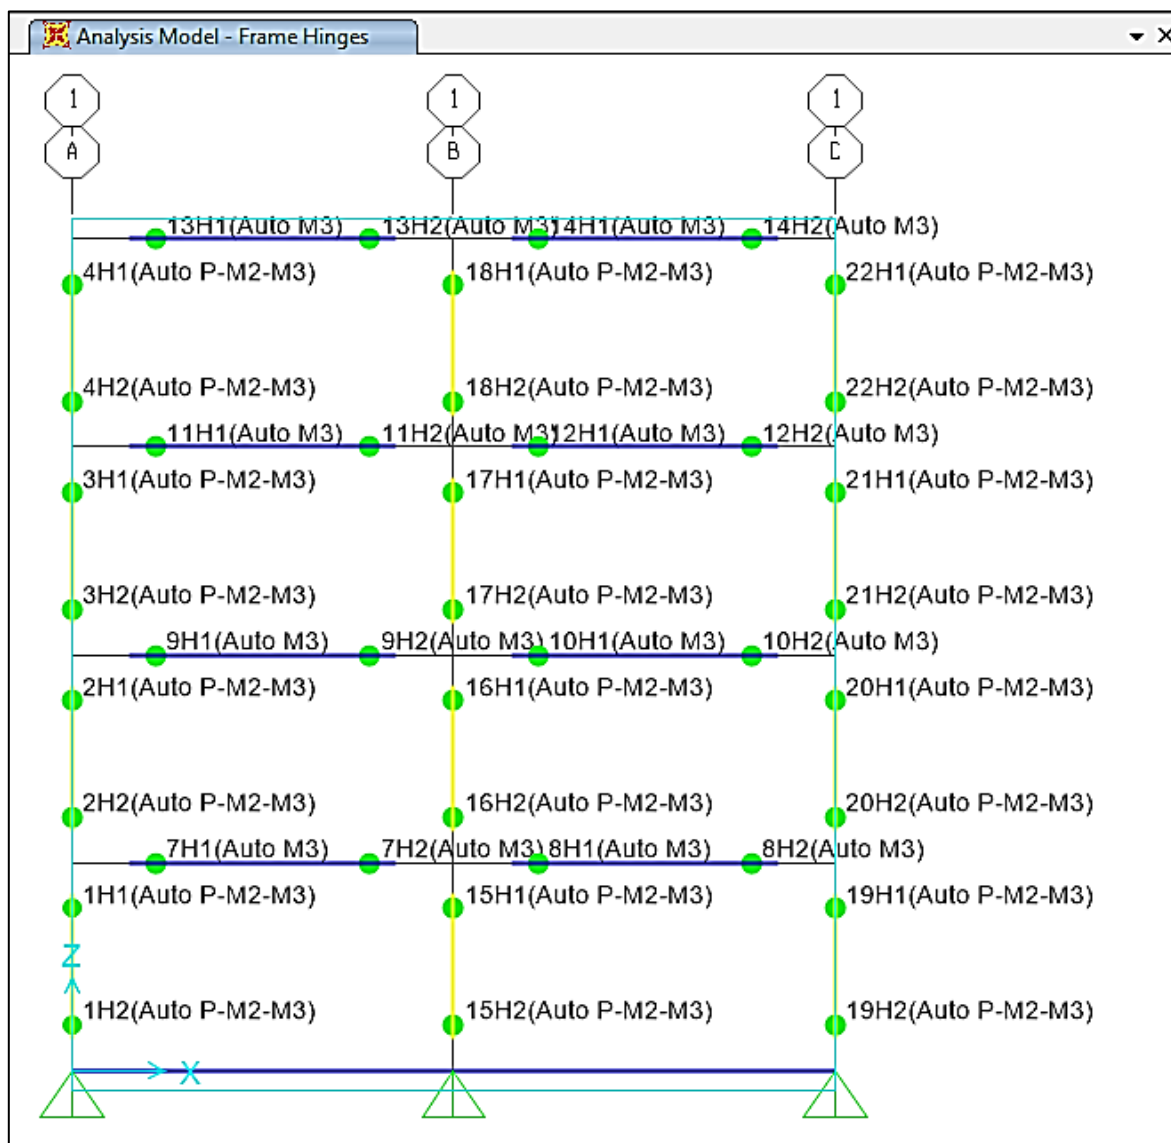 Analysis Model - Frame Hinges
1 1 1
A B C
13H1(Auto M3) 13H2(Auto M3) 14H1(Auto M3) 14H2(Auto M3)
4H1(Auto P-M2-M3) 18H1(Auto P-M2-M3) 22H1(Auto P-M2-M3)
4H2(Auto P-M2-M3) 18H2(Auto P-M2-M3) 22H2(Auto P-M2-M3)
11H1(Auto M3) 11H2(Auto M3) 12H1(Auto M3) 12H2(Auto M3)
3H1(Auto P-M2-M3) 17H1(Auto P-M2-M3) 21H1(Auto P-M2-M3)
3H2(Auto P-M2-M3) 17H2(Auto P-M2-M3) 21H2(Auto P-M2-M3)
9H1(Auto M3) 9H2(Auto M3) 10H1(Auto M3) 10H2(Auto M3)
2H1(Auto P-M2-M3) 16H1(Auto P-M2-M3) 20H1(Auto P-M2-M3)
2H2(Auto P-M2-M3) 16H2(Auto P-M2-M3) 20H2(Auto P-M2-M3)
7H1(Auto M3) 7H2(Auto M3) 8H1(Auto M3) 8H2(Auto M3)
1H1(Auto P-M2-M3) 15H1(Auto P-M2-M3) 19H1(Auto P-M2-M3)
Z
1H2(Auto P-M2-M3) 15H2(Auto P-M2-M3) 19H2(Auto P-M2-M3)
X